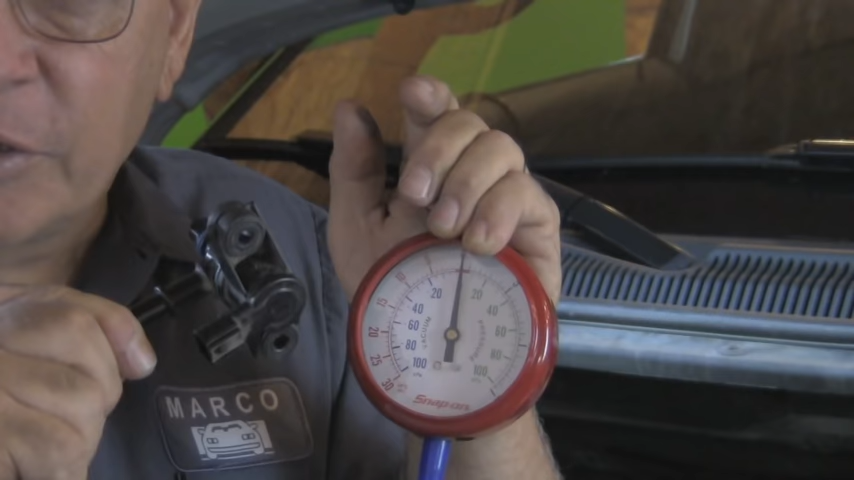 20 20
15 40 40
20 60 VACUUM PRESSURE 60
25 80 80
30 100 100
Snap-on
MARCO